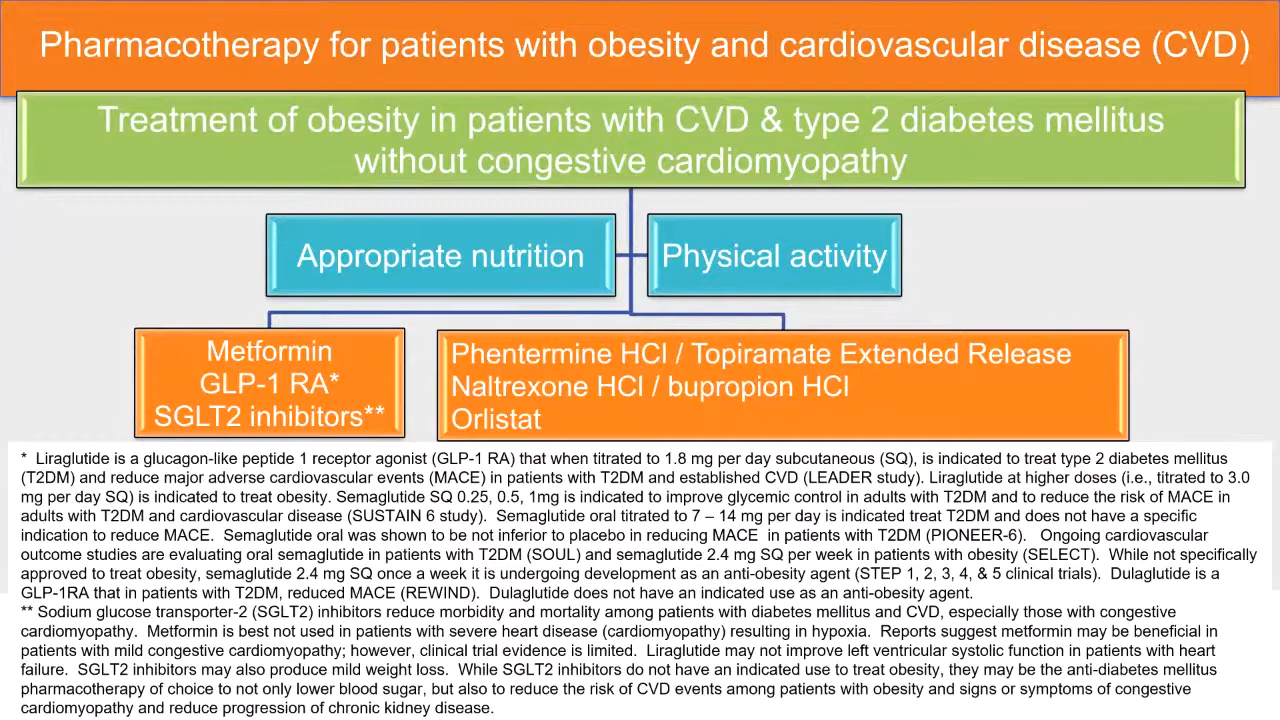 Pharmacotherapy for patients with obesity and cardiovascular disease (CVD)
Treatment of obesity in patients with CVD & type 2 diabetes mellitus
without congestive cardiomyopathy
Appropriate nutrition
Physical activity
Metformin
GLP-1 RA*
SGLT2 inhibitors**
Phentermine HCl / Topiramate Extended Release
Naltrexone HCl / bupropion HCl
Orlistat
* Liraglutide is a glucagon-like peptide 1 receptor agonist (GLP-1 RA) that when titrated to 1.8 mg per day subcutaneous (SQ), is indicated to treat type 2 diabetes mellitus
(T2DM) and reduce major adverse cardiovascular events (MACE) in patients with T2DM and established CVD (LEADER study). Liraglutide at higher doses (i.e., titrated to 3.0
mg per day SQ) is indicated to treat obesity. Semaglutide SQ 0.25, 0.5, 1mg is indicated to improve glycemic control in adults with T2DM and to reduce the risk of MACE in
adults with T2DM and cardiovascular disease (SUSTAIN 6 study). Semaglutide oral titrated to 7 – 14 mg per day is indicated treat T2DM and does not have a specific
indication to reduce MACE. Semaglutide oral was shown to be not inferior to placebo in reducing MACE in patients with T2DM (PIONEER-6). Ongoing cardiovascular
outcome studies are evaluating oral semaglutide in patients with T2DM (SOUL) and semaglutide 2.4 mg SQ per week in patients with obesity (SELECT). While not specifically
approved to treat obesity, semaglutide 2.4 mg SQ once a week it is undergoing development as an anti-obesity agent (STEP 1, 2, 3, 4, & 5 clinical trials). Dulaglutide is a
GLP-1RA that in patients with T2DM, reduced MACE (REWIND). Dulaglutide does not have an indicated use as an anti-obesity agent.
** Sodium glucose transporter-2 (SGLT2) inhibitors reduce morbidity and mortality among patients with diabetes mellitus and CVD, especially those with congestive
cardiomyopathy. Metformin is best not used in patients with severe heart disease (cardiomyopathy) resulting in hypoxia. Reports suggest metformin may be beneficial in
patients with mild congestive cardiomyopathy; however, clinical trial evidence is limited. Liraglutide may not improve left ventricular systolic function in patients with heart
failure. SGLT2 inhibitors may also produce mild weight loss. While SGLT2 inhibitors do not have an indicated use to treat obesity, they may be the anti-diabetes mellitus
pharmacotherapy of choice to not only lower blood sugar, but also to reduce the risk of CVD events among patients with obesity and signs or symptoms of congestive
cardiomyopathy and reduce progression of chronic kidney disease.